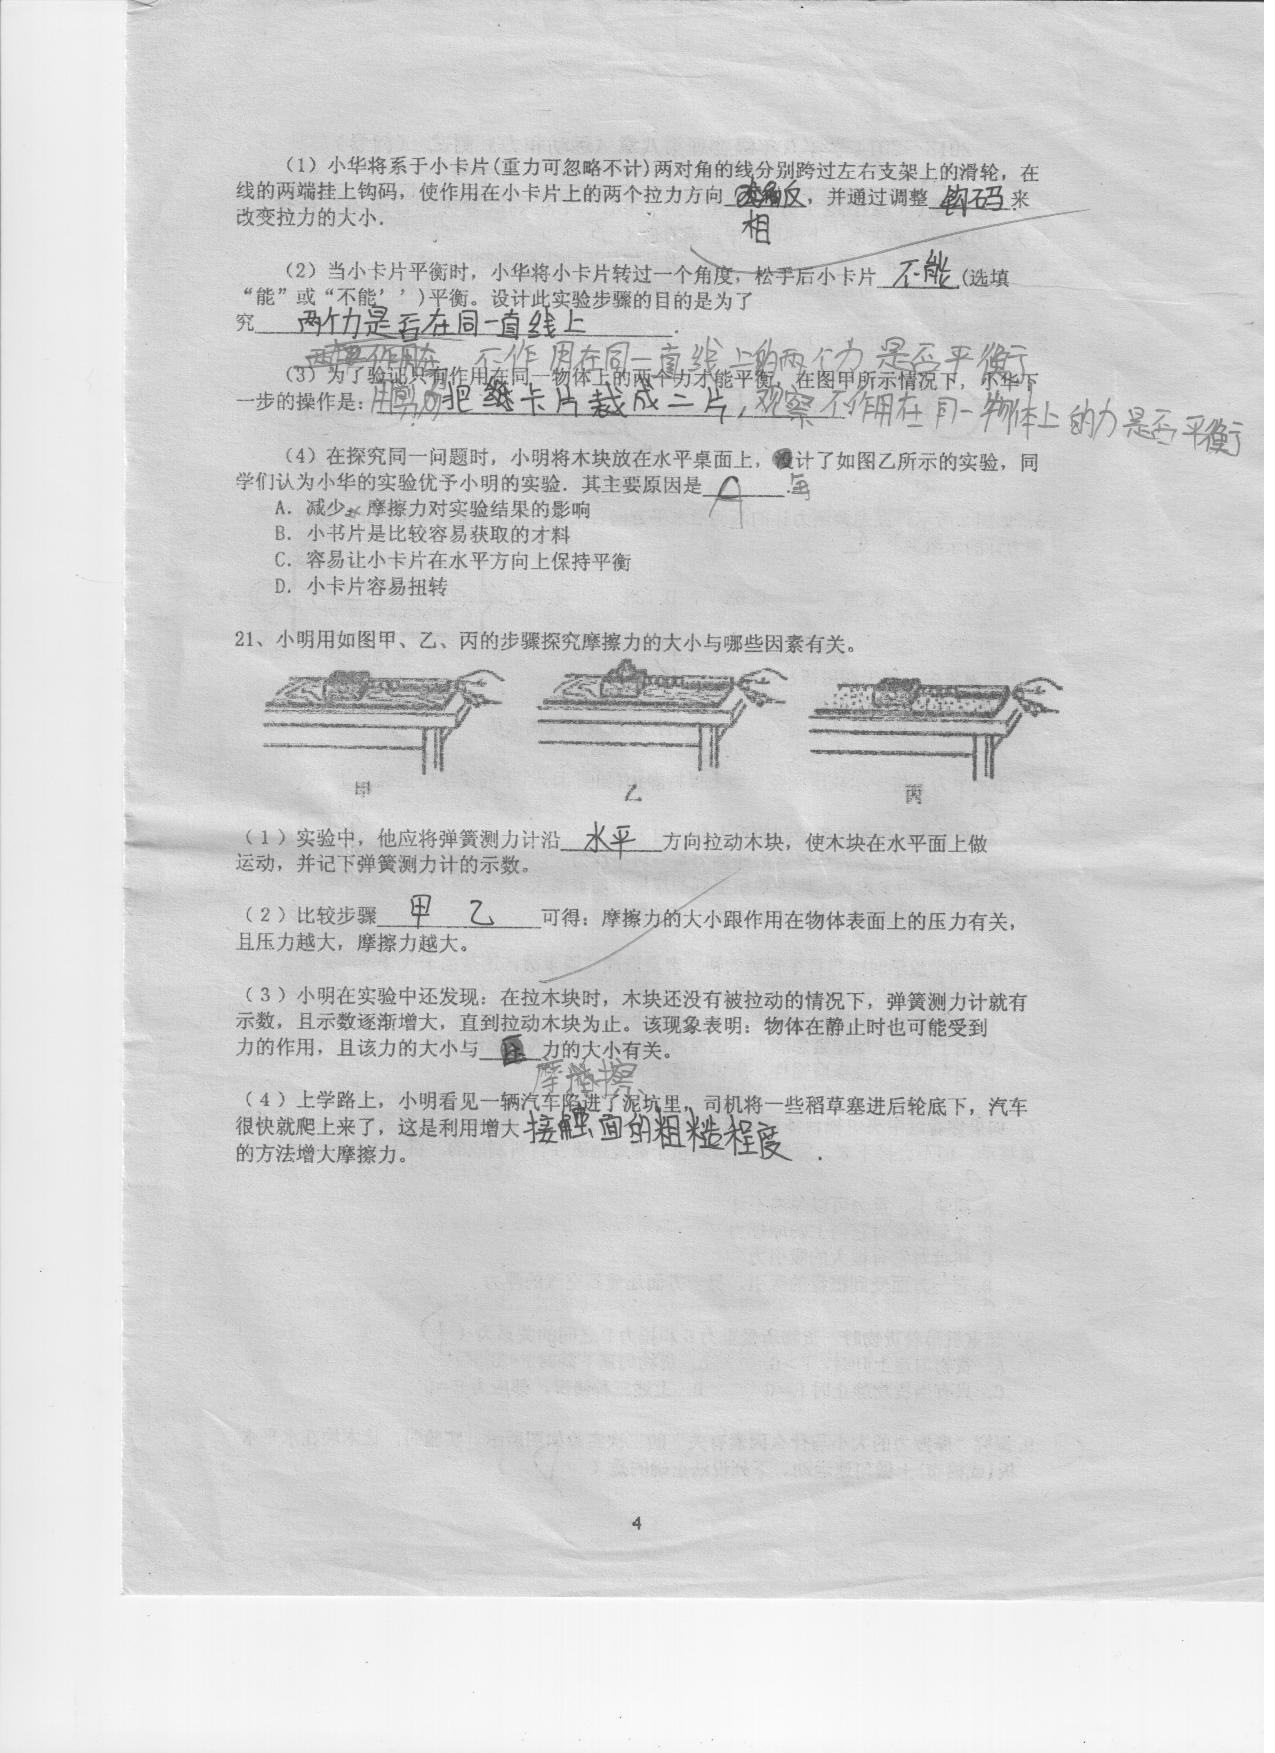 （1）小华将系于小卡片(重力可忽略不计)两对角的线分别跨过左右支架上的滑轮，在
线的两端挂上钩码，使作用在小卡片上的两个拉力方向 反，并通过调整 钩码 来
改变拉力的大小．
相
（2）当小卡片平衡时，小华将小卡片转过一个角度，松手后小卡片 不能 (选填
“能”或“不能’’)平衡。设计此实验步骤的目的是为了
究 两个力是否在同一直线上 ．
不作用在同一直线上的两个力是否平衡
（3）为了验证只有作用在同一物体上的两个力才能平衡，在图甲所示情况下，小华下
一步的操作是：用剪刀把 卡片裁成二片，观察不作用在同一物体上的力是否平衡
（4）在探究同一问题时，小明将木块放在水平桌面上，设计了如图乙所示的实验，同
学们认为小华的实验优予小明的实验．其主要原因是 A ．
A．减少 摩擦力对实验结果的影响
B．小书片是比较容易获取的才料
C．容易让小卡片在水平方向上保持平衡
D．小卡片容易扭转
21、小明用如图甲、乙、丙的步骤探究摩擦力的大小与哪些因素有关。
甲 乙 丙
（1）实验中，他应将弹簧测力计沿 水平 方向拉动木块，使木块在水平面上做
运动，并记下弹簧测力计的示数。
（2）比较步骤 甲 乙 可得：摩擦力的大小跟作用在物体表面上的压力有关，
且压力越大，摩擦力越大。
（3）小明在实验中还发现：在拉木块时，木块还没有被拉动的情况下，弹簧测力计就有
示数，且示数逐渐增大，直到拉动木块为止。该现象表明：物体在静止时也可能受到
力的作用，且该力的大小与 压 力的大小有关。
摩 擦
（4）上学路上，小明看见一辆汽车陷进了泥坑里，司机将一些稻草塞进后轮底下，汽车
很快就爬上来了，这是利用增大 接触面的粗糙程度 ．
的方法增大摩擦力。
4